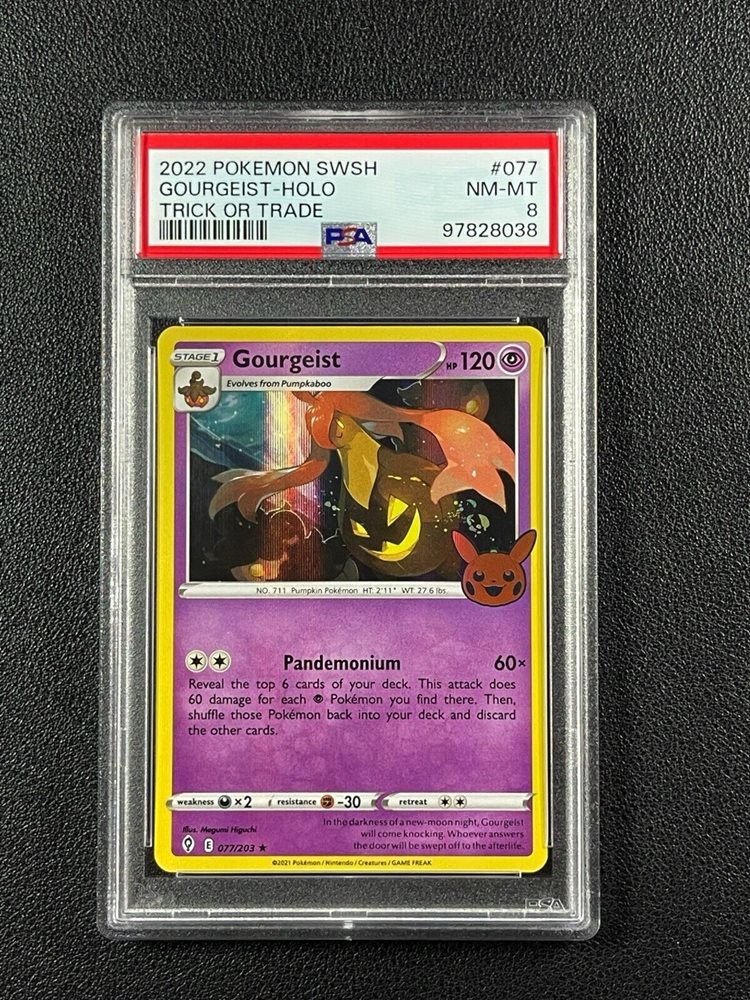 2022 POKEMON SWSH #077
GOURGEIST-HOLO NM-MT
TRICK OR TRADE 8
PSA 97828038
STAGE 1 Gourgeist HP 120
Evolves from Pumpkaboo
NO. 711 Pumpkin Pokémon HT: 2'11" WT: 27.6 lbs.
Pandemonium 60×
Reveal the top 6 cards of your deck. This attack does
60 damage for each Pokémon you find there. Then,
shuffle those Pokémon back into your deck and discard
the other cards.
weakness ×2 resistance -30 retreat
Illus. Megumi Higuchi
In the darkness of a new-moon night, Gourgeist
will come knocking. Whoever answers
the door will be swept off to the afterlife.
E 077/203 ★
©2021 Pokémon / Nintendo / Creatures / GAME FREAK
PSA